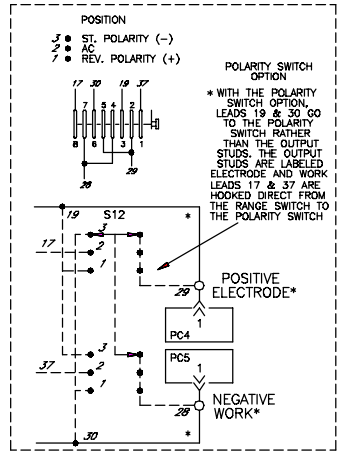 POSITION
3 ST. POLARITY (-)
2 AC
1 REV. POLARITY (+)
17 30 19 37
8 7 6 5 4 3 2 1
28 29
POLARITY SWITCH
OPTION
* WITH THE POLARITY
SWITCH OPTION,
LEADS 19 & 30 GO
TO THE POLARITY
SWITCH RATHER
THAN THE OUTPUT
STUDS. THE OUTPUT
STUDS ARE LABELED
ELECTRODE AND WORK
LEADS 17 & 37 ARE
HOOKED DIRECT FROM
THE RANGE SWITCH TO
THE POLARITY SWITCH
19 S12 *
3
17 2
1
29
POSITIVE
ELECTRODE*
1
PC4
PC5
3
37 2
1
1
28
NEGATIVE
WORK*
30 *